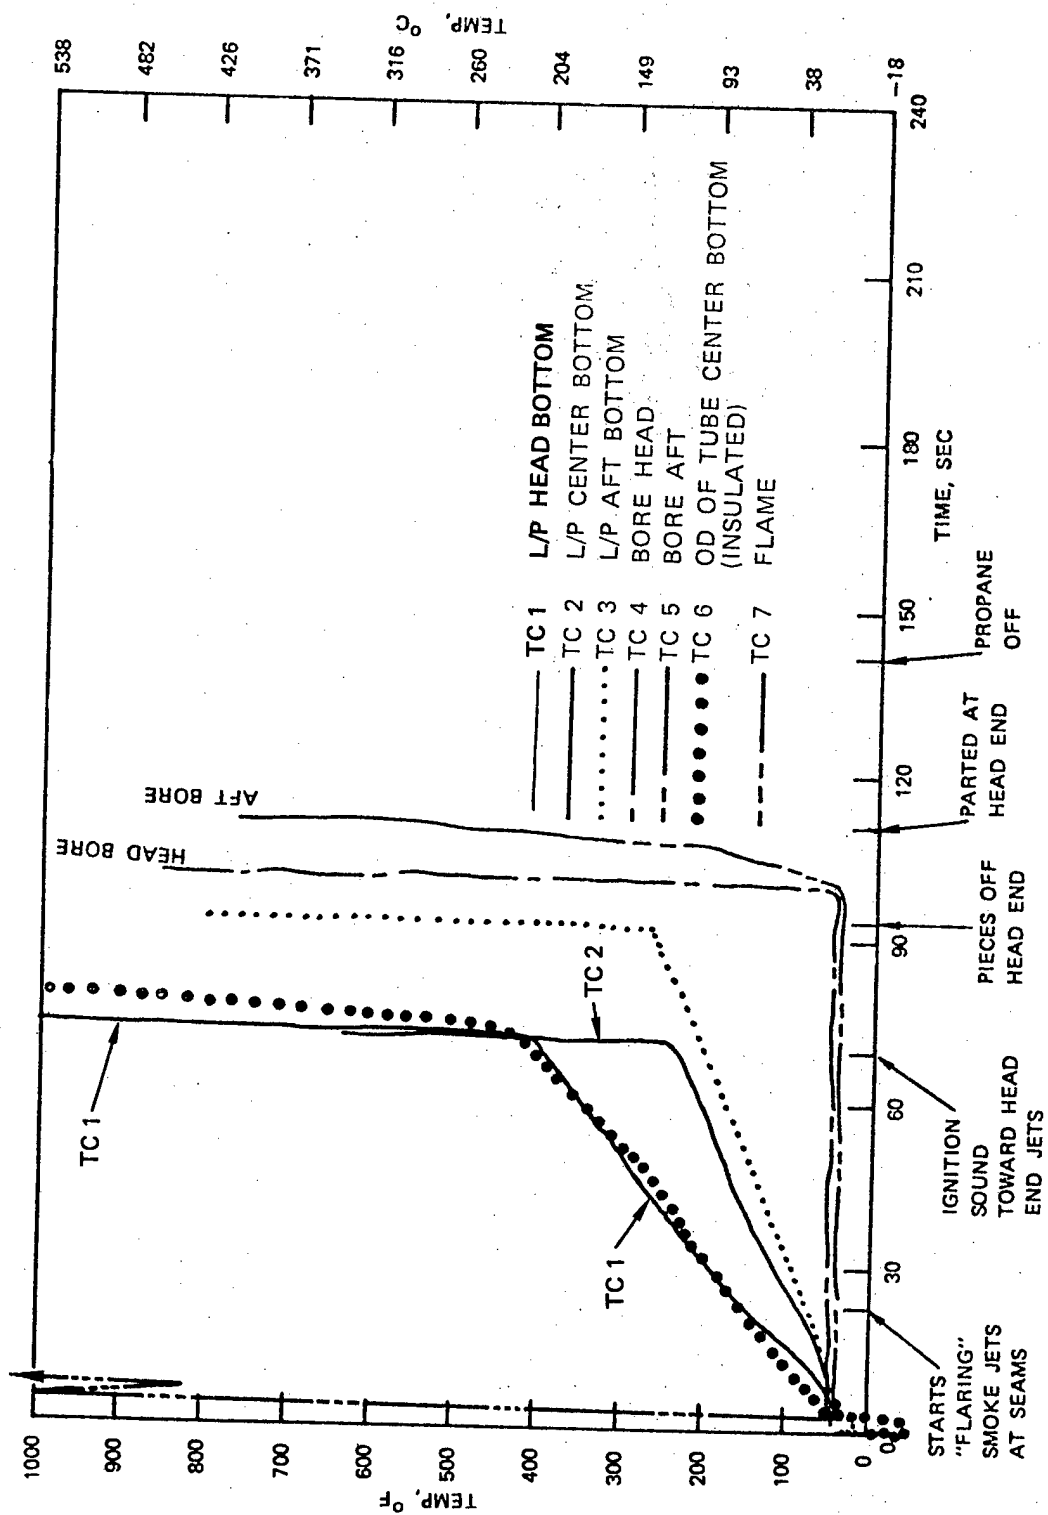 TEMP, °F
1000
900
800
700
600
500
400
300
200
100
0
TEMP, °C
538
482
426
371
316
260
204
149
93
38
-18
30
60
90
120
150
180
210
240
TIME, SEC
TC 1
TC 1
TC 2
HEAD BORE
AFT BORE
TC 1 L/P HEAD BOTTOM
TC 2 L/P CENTER BOTTOM
TC 3 L/P AFT BOTTOM
TC 4 BORE HEAD
TC 5 BORE AFT
TC 6 OD OF TUBE CENTER BOTTOM
(INSULATED)
TC 7 FLAME
STARTS
"FLARING"
SMOKE JETS
AT SEAMS
IGNITION
SOUND
TOWARD HEAD
END JETS
PIECES OFF
HEAD END
PARTED AT
HEAD END
PROPANE
OFF